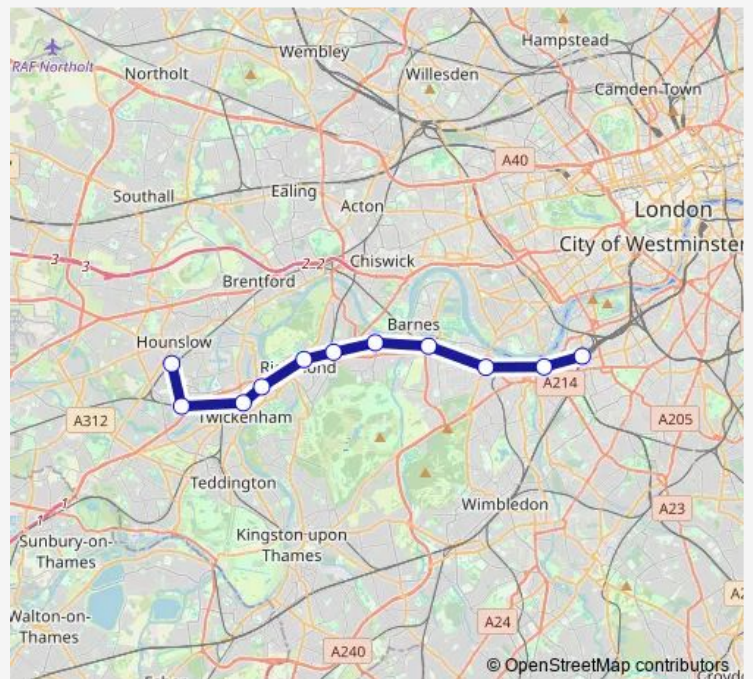 Hampstead
Wembley
RAF Northolt
Northolt
Willesden
Camden Town
A40
Southall
Ealing
Acton
London
City of Westminster
3
3
2
2
Chiswick
Brentford
Barnes
Hounslow
A214
A312
Twickenham
A205
Teddington
Wimbledon
A23
1
1
Sunbury-on-
Thames
Kingston upon
Thames
Walton-on-
Thames
A24
A240
© OpenStreetMap contributors